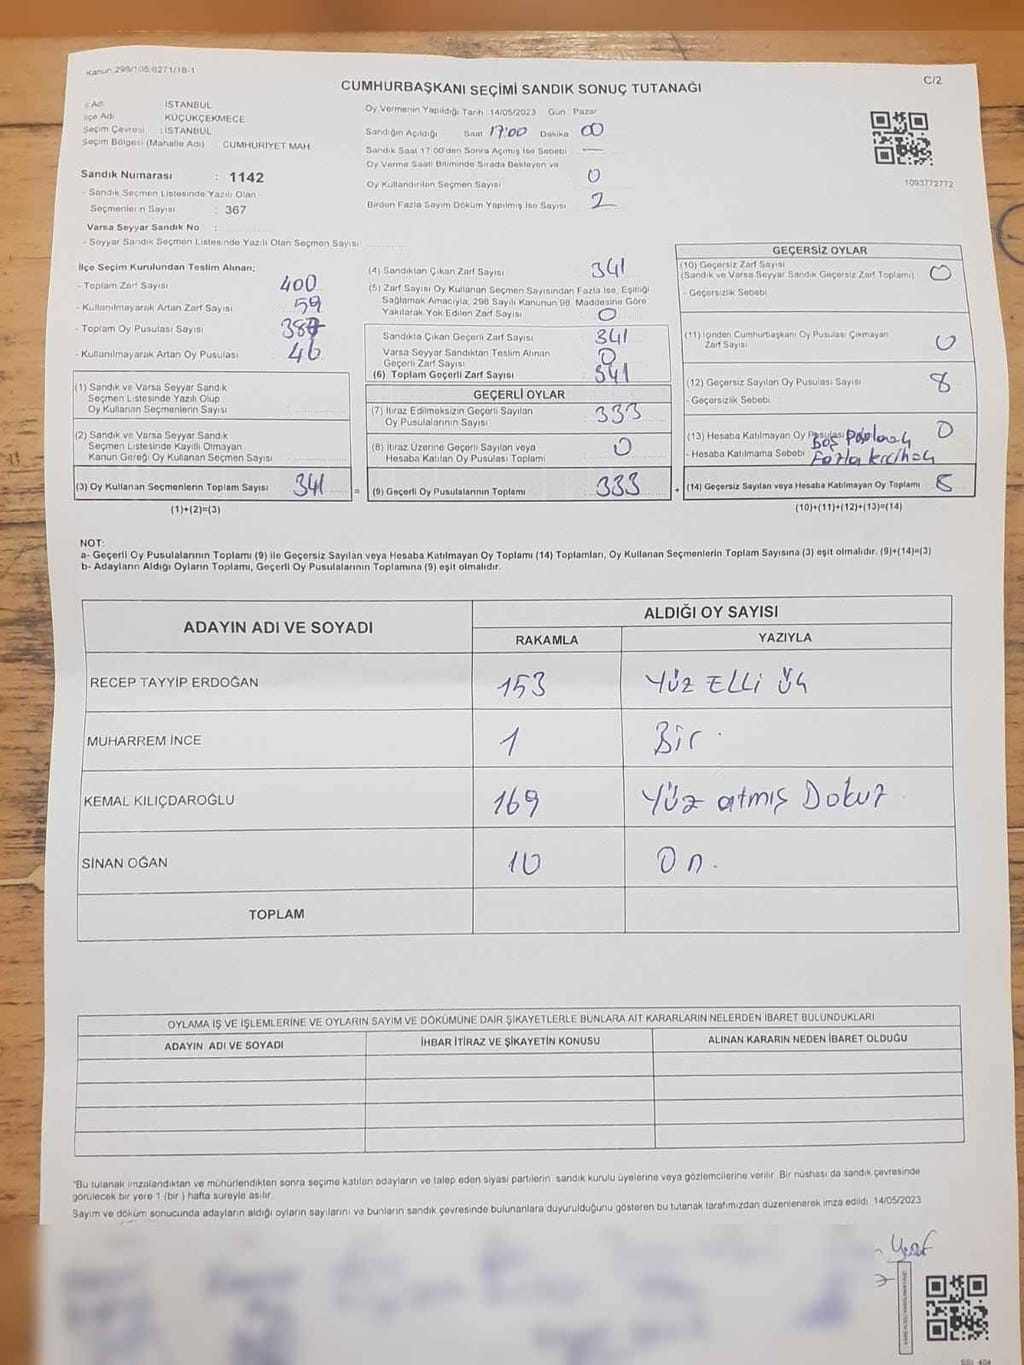 Kanun:298/105,6271/18-1
C/2
CUMHURBAŞKANI SEÇİMİ SANDIK SONUÇ TUTANAĞI
İl Adı : İSTANBUL
İlçe Adı KÜÇÜKÇEKMECE
Seçim Çevresi : İSTANBUL
Seçim Bölgesi (Mahalle Adı) CUMHURİYET MAH
Sandık Numarası : 1142
- Sandık Seçmen Listesinde Yazılı Olan
Seçmenlerin Sayısı : 367
Varsa Seyyar Sandık No :
- Seyyar Sandık Seçmen Listesinde Yazılı Olan Seçmen Sayısı:
Oy Vermenin Yapıldığı Tarih 14/05/2023 Gün Pazar
Sandığın Açıldığı Saat 17:00 Dakika 00
Sandık Saat 17:00'den Sonra Açmış İse Sebebi —
Oy Verme Saati Bitiminde Sırada Bekleyen ve
Oy Kullandırılan Seçmen Sayısı 0
Birden Fazla Sayım Döküm Yapılmış İse Sayısı 2
1093772772
İlçe Seçim Kurulundan Teslim Alınan;
- Toplam Zarf Sayısı 400
- Kullanılmayarak Artan Zarf Sayısı 59
- Toplam Oy Pusulası Sayısı 387
- Kullanılmayarak Artan Oy Pusulası 46
(1) Sandık ve Varsa Seyyar Sandık
Seçmen Listesinde Yazılı Olup
Oy Kullanan Seçmenlerin Sayısı
(2) Sandık ve Varsa Seyyar Sandık
Seçmen Listesinde Kayıtlı Olmayan
Kanun Gereği Oy Kullanan Seçmen Sayısı
(3) Oy Kullanan Seçmenlerin Toplam Sayısı 341 =
(1)+(2)=(3)
(4) Sandıktan Çıkan Zarf Sayısı 341
(5) Zarf Sayısı Oy Kullanan Seçmen Sayısından Fazla İse, Eşitliği
Sağlamak Amacıyla, 298 Sayılı Kanunun 98. Maddesine Göre
Yakılarak Yok Edilen Zarf Sayısı 0
Sandıkta Çıkan Geçerli Zarf Sayısı 341
Varsa Seyyar Sandıktan Teslim Alınan
Geçerli Zarf Sayısı 0
(6) Toplam Geçerli Zarf Sayısı 341
GEÇERLİ OYLAR
(7) İtiraz Edilmeksizin Geçerli Sayılan
Oy Pusulalarının Sayısı 333
(8) İtiraz Üzerine Geçerli Sayılan veya
Hesaba Katılan Oy Pusulası Toplamı 0
(9) Geçerli Oy Pusulalarının Toplamı 333 +
GEÇERSİZ OYLAR
(10) Geçersiz Zarf Sayısı
(Sandık ve Varsa Seyyar Sandık Geçersiz Zarf Toplamı) 0
- Geçersizlik Sebebi
(11) İçinden Cumhurbaşkanı Oy Pusulası Çıkmayan
Zarf Sayısı 0
(12) Geçersiz Sayılan Oy Pusulası Sayısı 8
- Geçersizlik Sebebi
(13) Hesaba Katılmayan Oy Pusulası 0
- Hesaba Katılmama Sebebi Boş Fazla
(14) Geçersiz Sayılan veya Hesaba Katılmayan Oy Toplamı
(10)+(11)+(12)+(13)=(14)
NOT:
a- Geçerli Oy Pusulalarının Toplamı (9) ile Geçersiz Sayılan veya Hesaba Katılmayan Oy Toplamı (14) Toplamları, Oy Kullanan Seçmenlerin Toplam Sayısına (3) eşit olmalıdır. (9)+(14)=(3)
b- Adayların Aldığı Oyların Toplamı, Geçerli Oy Pusulalarının Toplamına (9) eşit olmalıdır.
ADAYIN ADI VE SOYADI
ALDIĞI OY SAYISI
RAKAMLA YAZIYLA
RECEP TAYYİP ERDOĞAN 153 Yüz Elli Üç
MUHARREM İNCE 1 Bir
KEMAL KILIÇDAROĞLU 169 Yüz atmış Dokuz
SİNAN OĞAN 10 On.
TOPLAM
OYLAMA İŞ VE İŞLEMLERİNE VE OYLARIN SAYIM VE DÖKÜMÜNE DAİR ŞİKAYETLERLE BUNLARA AİT KARARLARIN NELERDEN İBARET BULUNDUKLARI
ADAYIN ADI VE SOYADI İHBAR İTİRAZ VE ŞİKAYETİN KONUSU ALINAN KARARIN NEDEN İBARET OLDUĞU
*Bu tutanak imzalandıktan ve mühürlendikten sonra seçime katılan adayların ve talep eden siyasi partilerin sandık kurulu üyelerine veya gözlemcilerine verilir. Bir nüshası da sandık çevresinde
görülecek bir yere 1 (bir) hafta süreyle asılır.
Sayım ve döküm sonucunda adayların aldığı oyların sayılarını ve bunların sandık çevresinde bulunanlara duyurulduğunu gösteren bu tutanak tarafımızdan düzenlenerek imza edildi. 14/05/2023